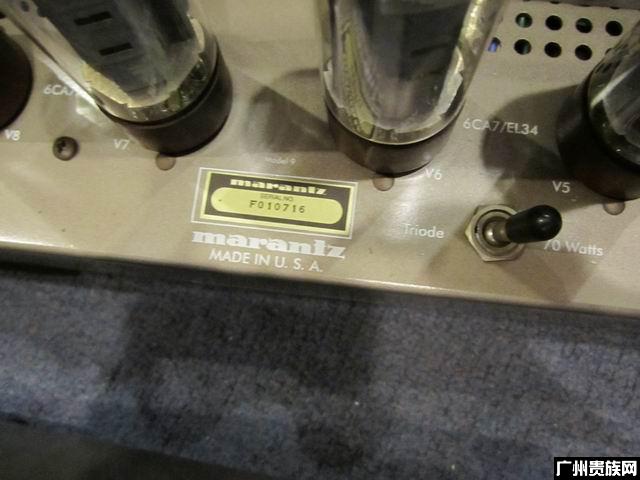 6CA7
6CA7/EL34
V8
V7
Model 9
V6
V5
marantz
SERIAL NO.
F010716
marantz
MADE IN U. S. A.
Triode
70 Watts
广州贵族网